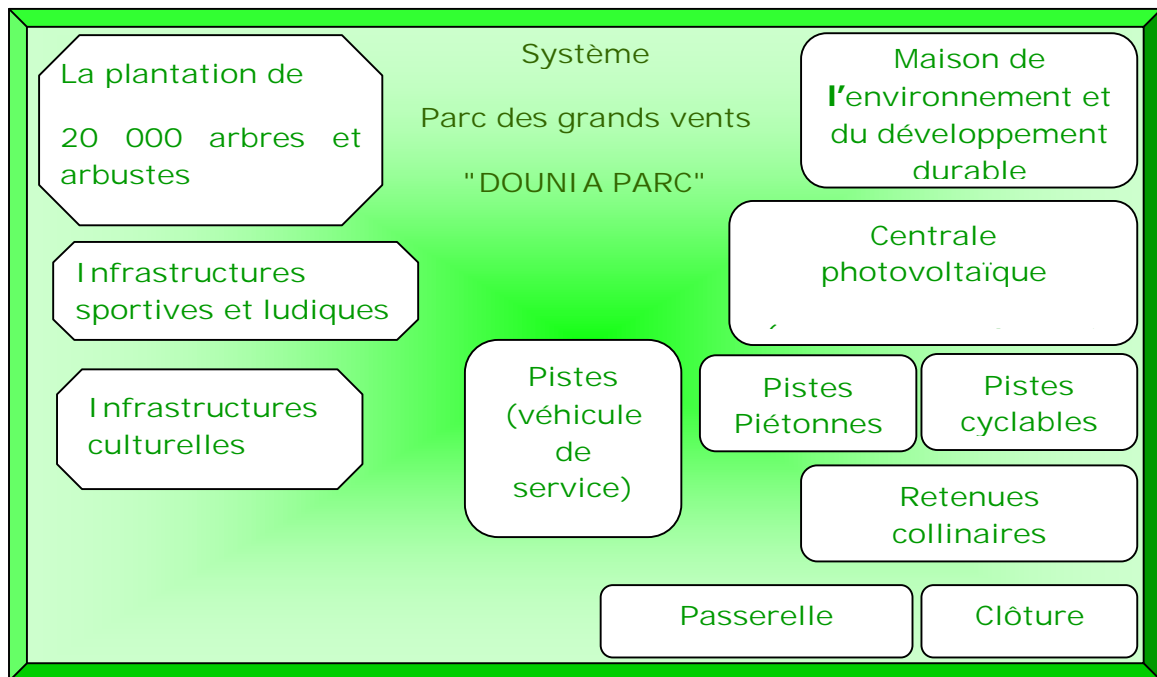 Système
Parc des grands vents
"DOUNIA PARC"
La plantation de
20 000 arbres et
arbustes
Infrastructures
sportives et ludiques
Infrastructures
culturelles
Pistes
(véhicule
de
service)
Maison de
l'environnement et
du développement
durable
Centrale
photovoltaïque
Pistes
Piétonnes
Pistes
cyclables
Retenues
collinaires
Passerelle
Clôture